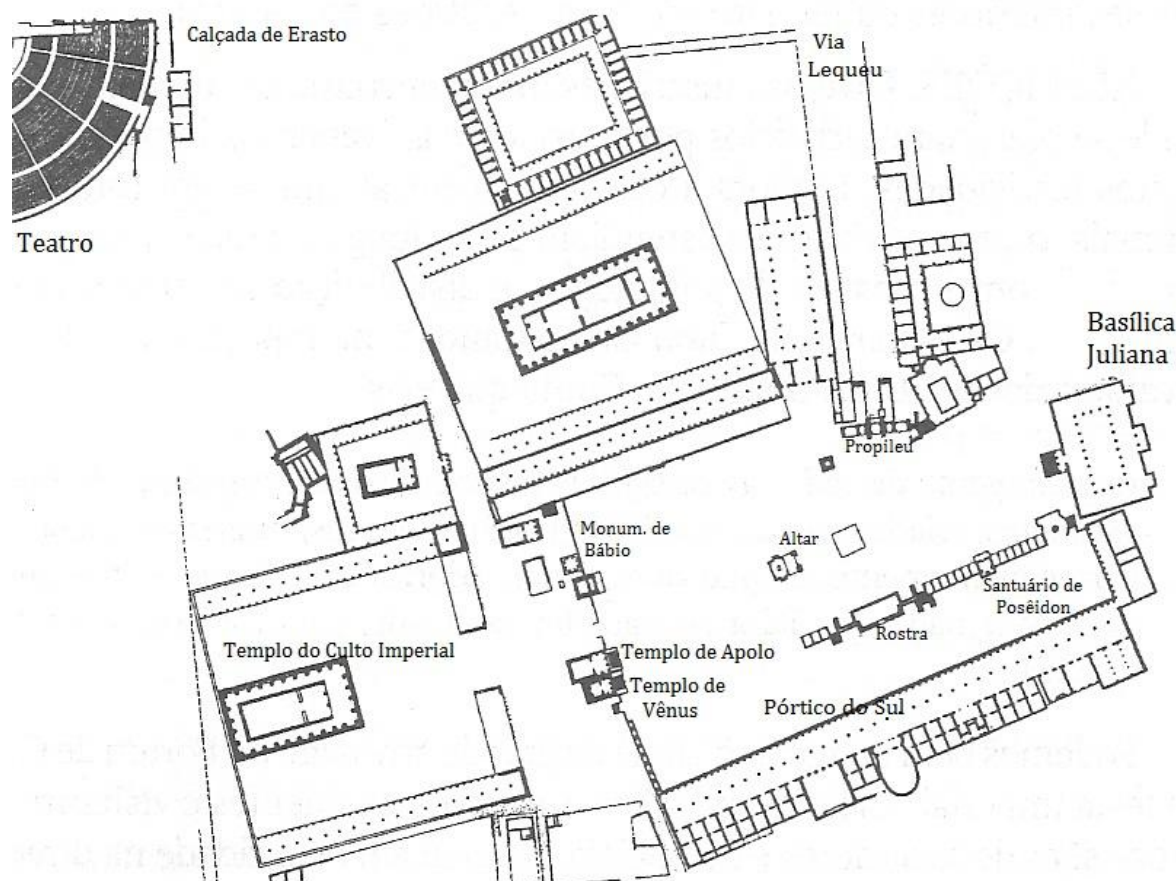 Calçada de Erasto
Via
Lequeu
Teatro
Basílica
Juliana
Propileu
Monum. de
Bábio
Altar
Santuário de
Posêidon
Rostra
Templo do Culto Imperial
Templo de Apolo
Templo de
Vênus
Pórtico do Sul